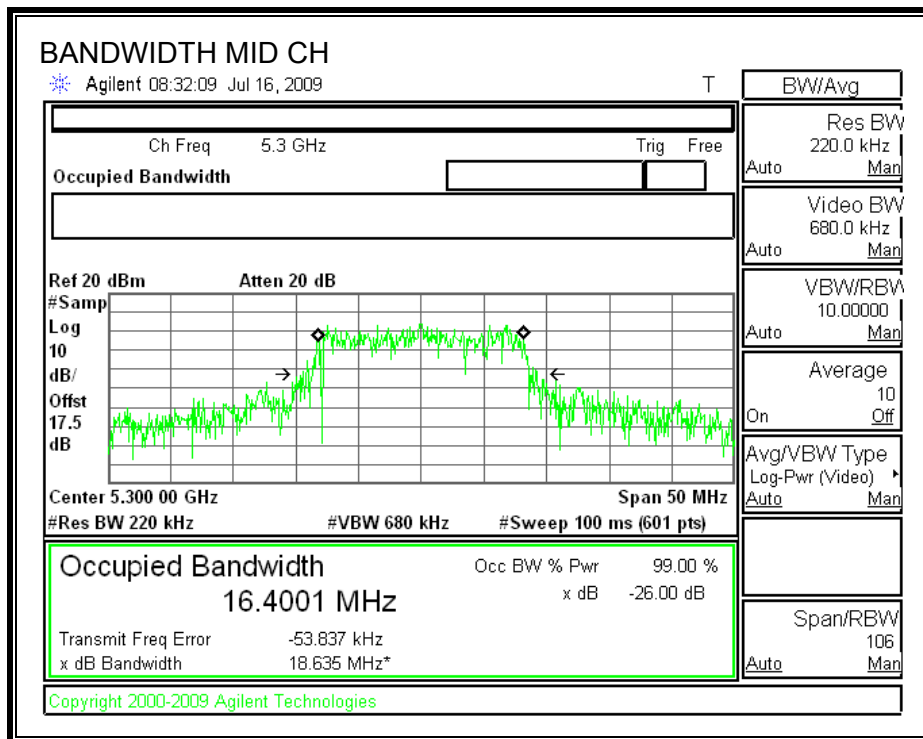 BANDWIDTH MID CH
Agilent 08:32:09 Jul 16, 2009 T
Ch Freq 5.3 GHz Trig Free
Occupied Bandwidth
Ref 20 dBm Atten 20 dB
#Samp
Log
10
dB/
Offst
17.5
dB
Center 5.300 00 GHz Span 50 MHz
#Res BW 220 kHz #VBW 680 kHz #Sweep 100 ms (601 pts)
Occupied Bandwidth
16.4001 MHz
Occ BW % Pwr 99.00 %
x dB -26.00 dB
Transmit Freq Error -53.837 kHz
x dB Bandwidth 18.635 MHz*
Copyright 2000-2009 Agilent Technologies
BW/Avg
Res BW
220.0 kHz
Auto Man
Video BW
680.0 kHz
Auto Man
VBW/RBW
10.00000
Auto Man
Average
10
On Off
Avg/VBW Type
Log-Pwr (Video)
Auto Man
Span/RBW
106
Auto Man